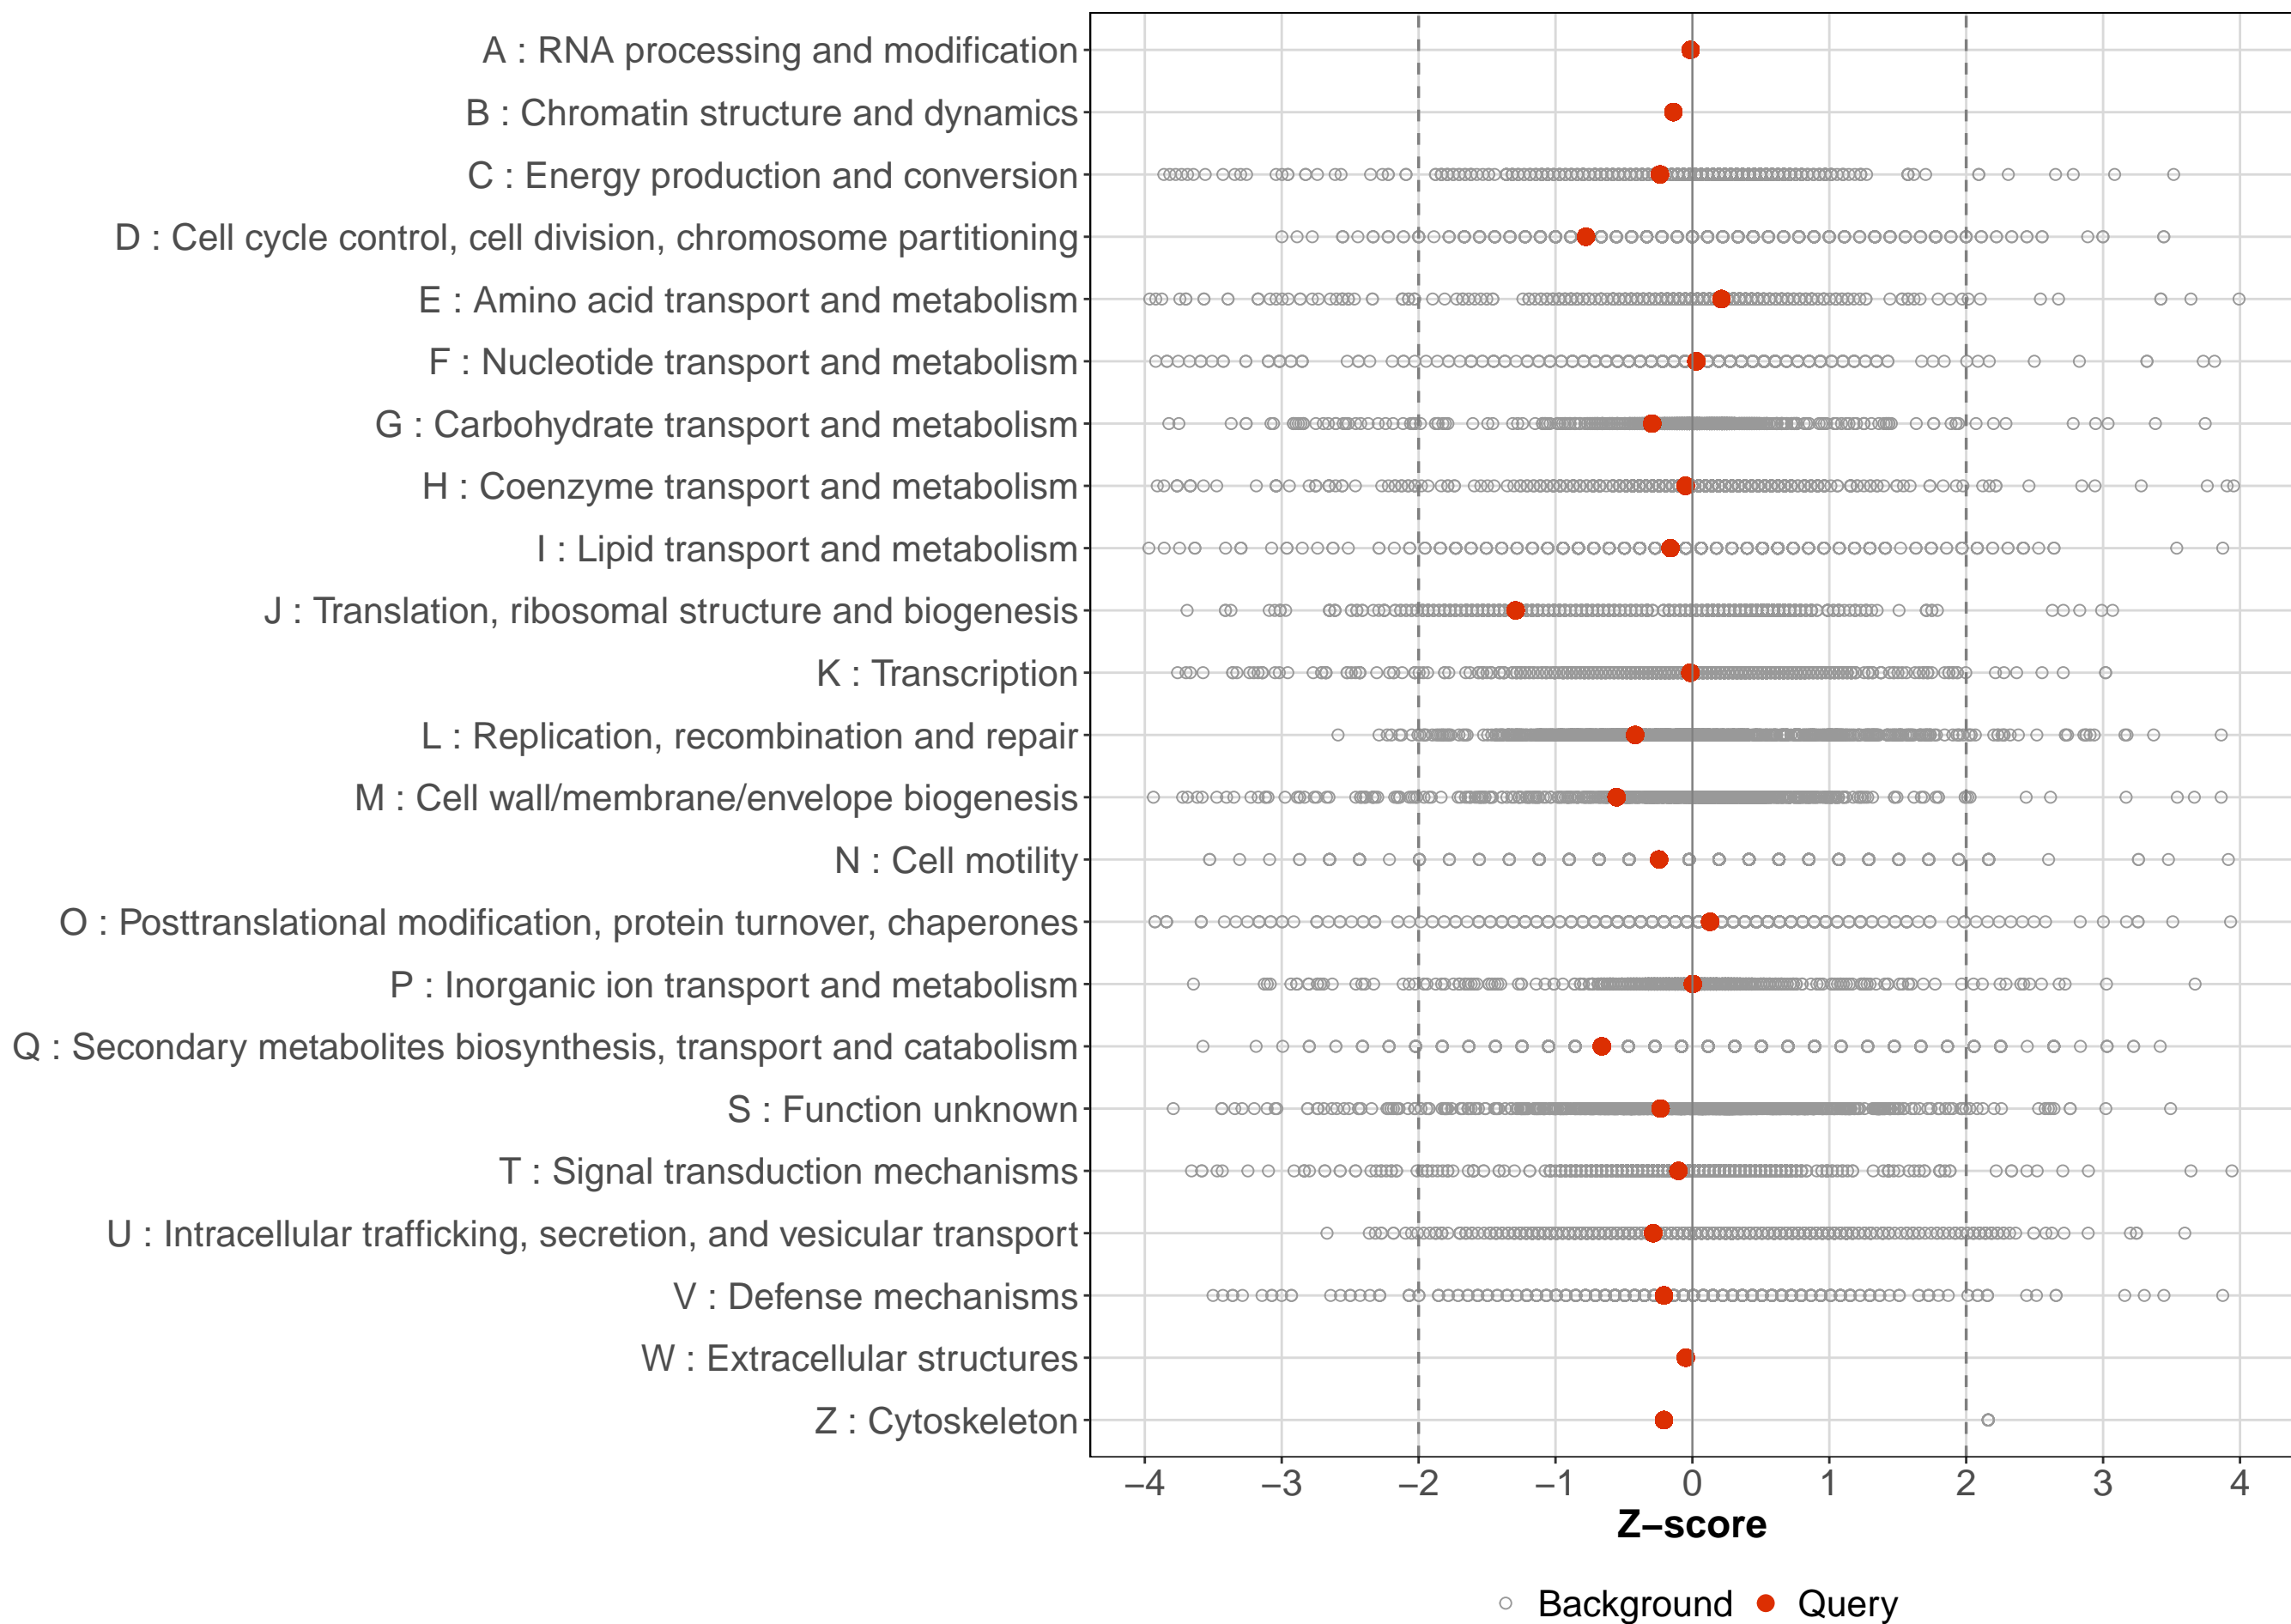 A : RNA processing and modification
B : Chromatin structure and dynamics
C : Energy production and conversion
D : Cell cycle control, cell division, chromosome partitioning
E : Amino acid transport and metabolism
F : Nucleotide transport and metabolism
G : Carbohydrate transport and metabolism
H : Coenzyme transport and metabolism
I : Lipid transport and metabolism
J : Translation, ribosomal structure and biogenesis
K : Transcription
L : Replication, recombination and repair
M : Cell wall/membrane/envelope biogenesis
N : Cell motility
O : Posttranslational modification, protein turnover, chaperones
P : Inorganic ion transport and metabolism
Q : Secondary metabolites biosynthesis, transport and catabolism
S : Function unknown
T : Signal transduction mechanisms
U : Intracellular trafficking, secretion, and vesicular transport
V : Defense mechanisms
W : Extracellular structures
Z : Cytoskeleton
−4 −3 −2 −1 0 1 2 3 4
Z−score
Background Query